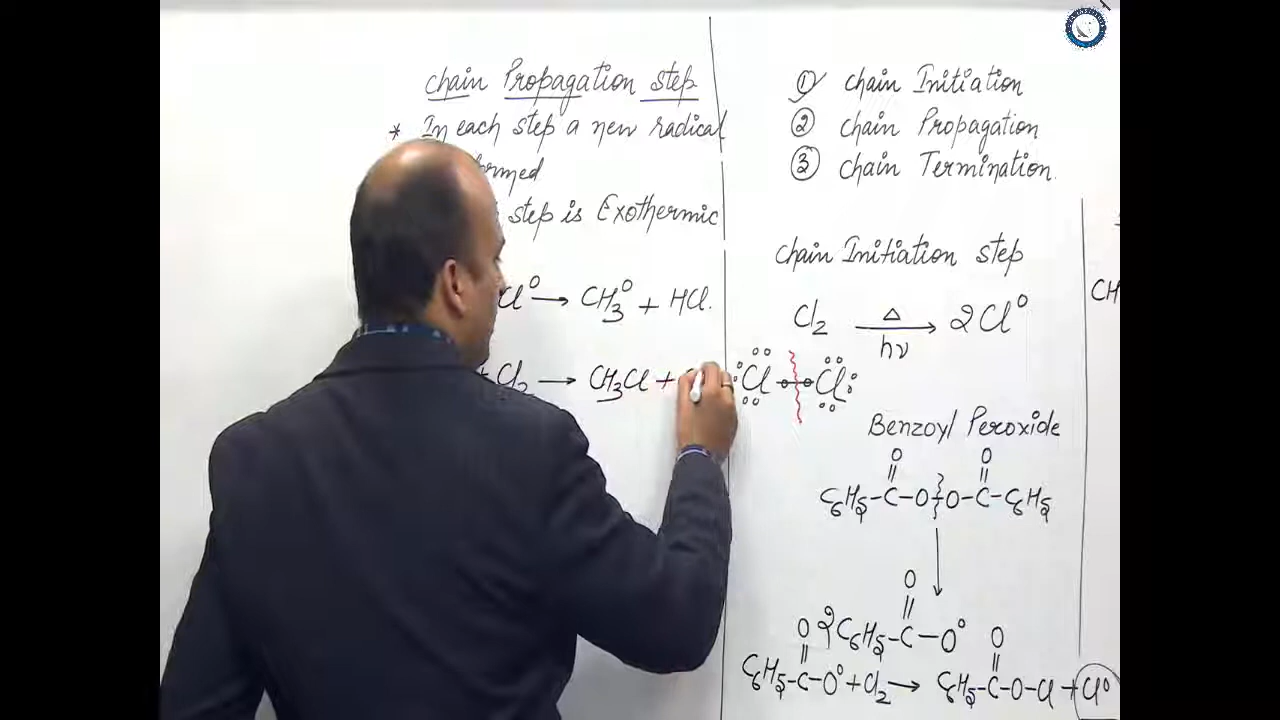 chain Propagation step
* In each step a new radical
formed
step is Exothermic
Cl° → CH₃° + HCl.
+ Cl₂ → CH₃Cl +
① chain Initiation
② chain Propagation
③ chain Termination.
Chain Initiation step
Cl₂ →Δ hν 2Cl°
Cl Cl
Benzoyl Peroxide
O O
C₆H₅-C-O-O-C-C₆H₅
O
2C₆H₅-C-O°
O O
C₆H₅-C-O° + Cl₂ → C₆H₅-C-O-Cl + Cl°
CH